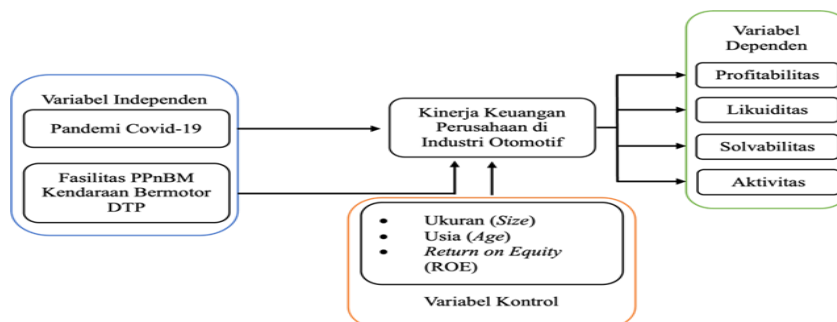 Variabel Independen
Pandemi Covid-19
Fasilitas PPnBM
Kendaraan Bermotor
DTP
Kinerja Keuangan
Perusahaan di
Industri Otomotif
Variabel
Dependen
Profitabilitas
Likuiditas
Solvabilitas
Aktivitas
• Ukuran (Size)
• Usia (Age)
• Return on Equity
(ROE)
Variabel Kontrol